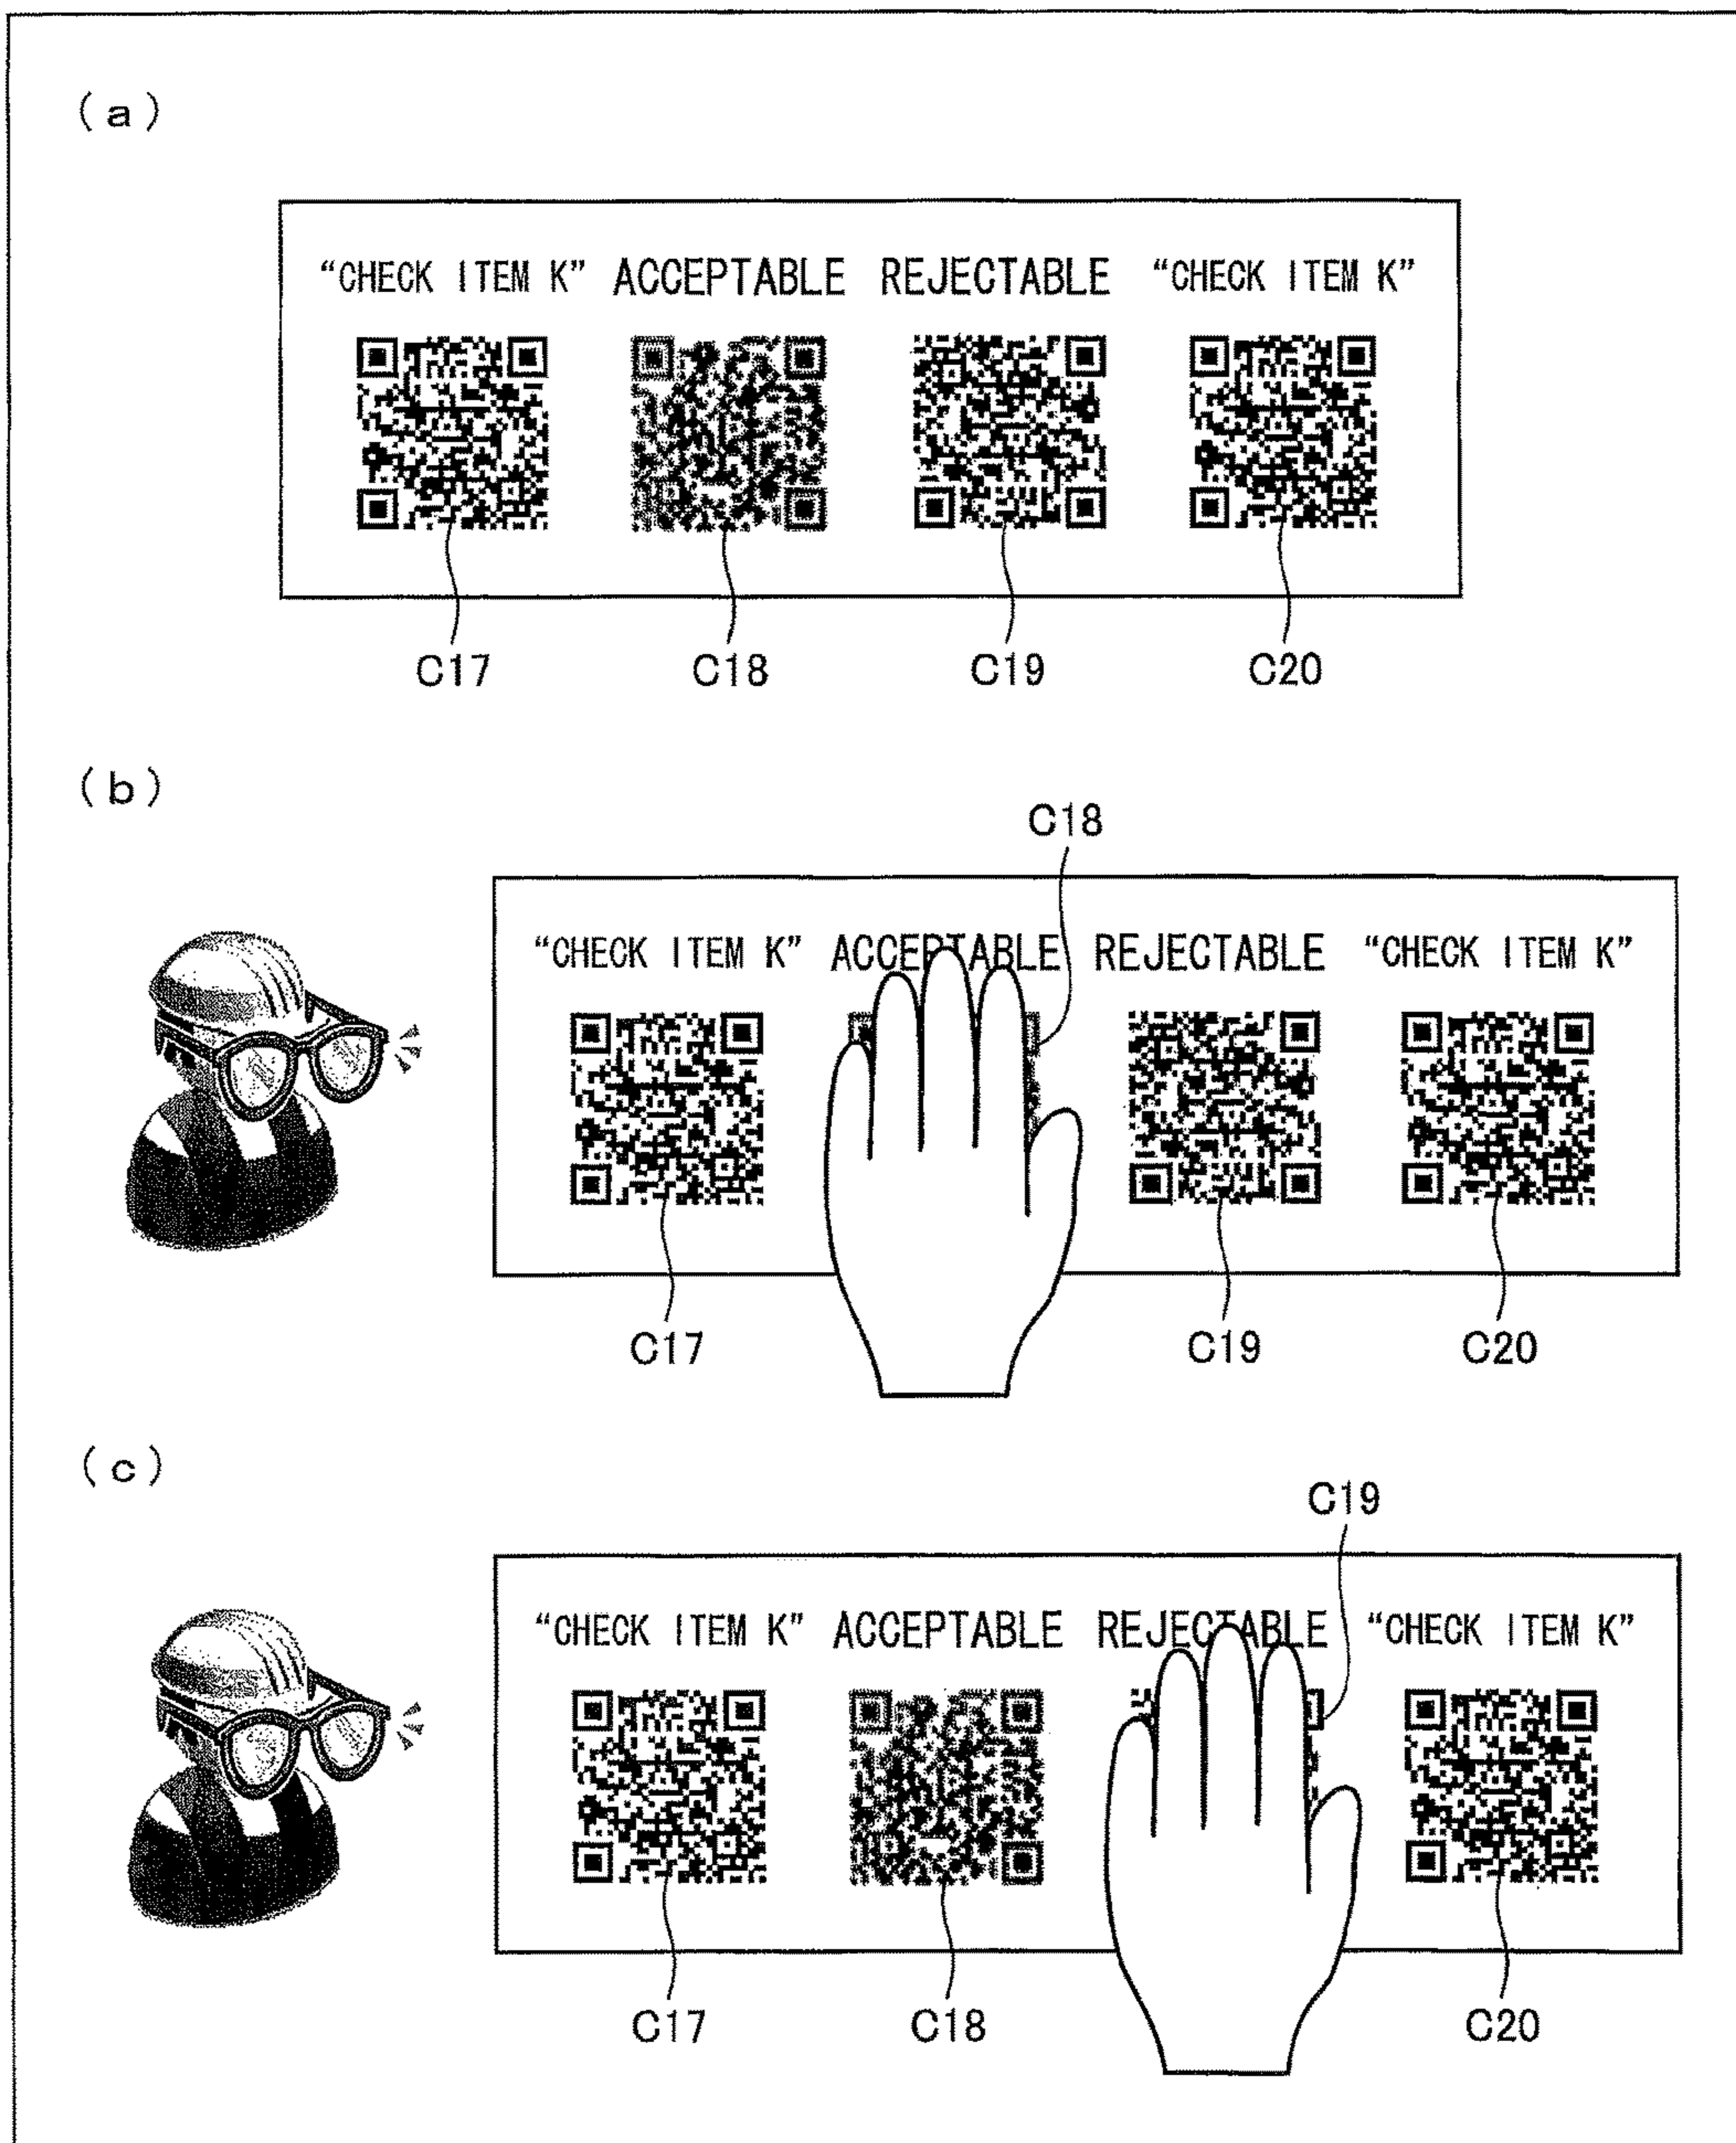 (a)
“CHECK ITEM K” ACCEPTABLE REJECTABLE “CHECK ITEM K”
C17 C18 C19 C20
(b)
C18
“CHECK ITEM K” ACCEPTABLE REJECTABLE “CHECK ITEM K”
C17 C19 C20
(c)
C19
“CHECK ITEM K” ACCEPTABLE REJECTABLE “CHECK ITEM K”
C17 C18 C20